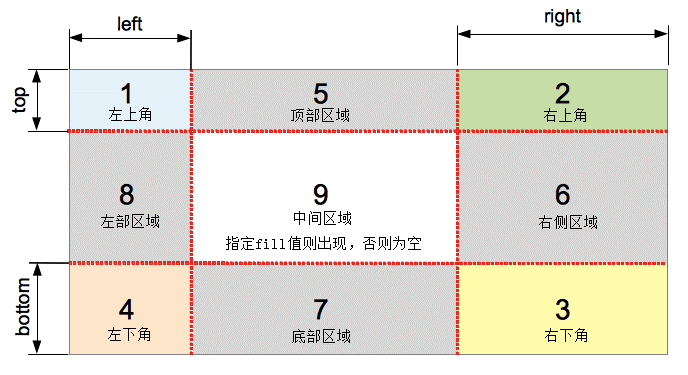 left
right
top
1
左上角
5
顶部区域
2
右上角
8
左部区域
9
中间区域
指定fill值则出现，否则为空
6
右侧区域
bottom
4
左下角
7
底部区域
3
右下角